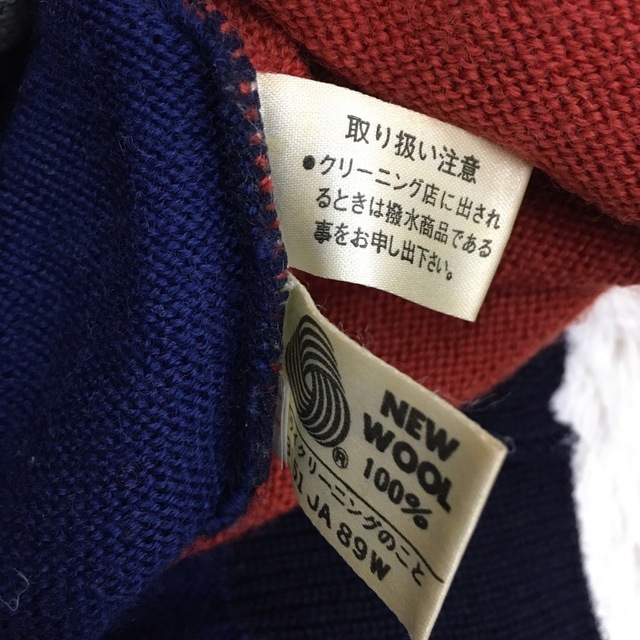 取り扱い注意
●クリーニング店に出され
るときは撥水商品である
事をお申し出下さい。
NEW
WOOL
100%
イクリーニングのこと
JA 89W